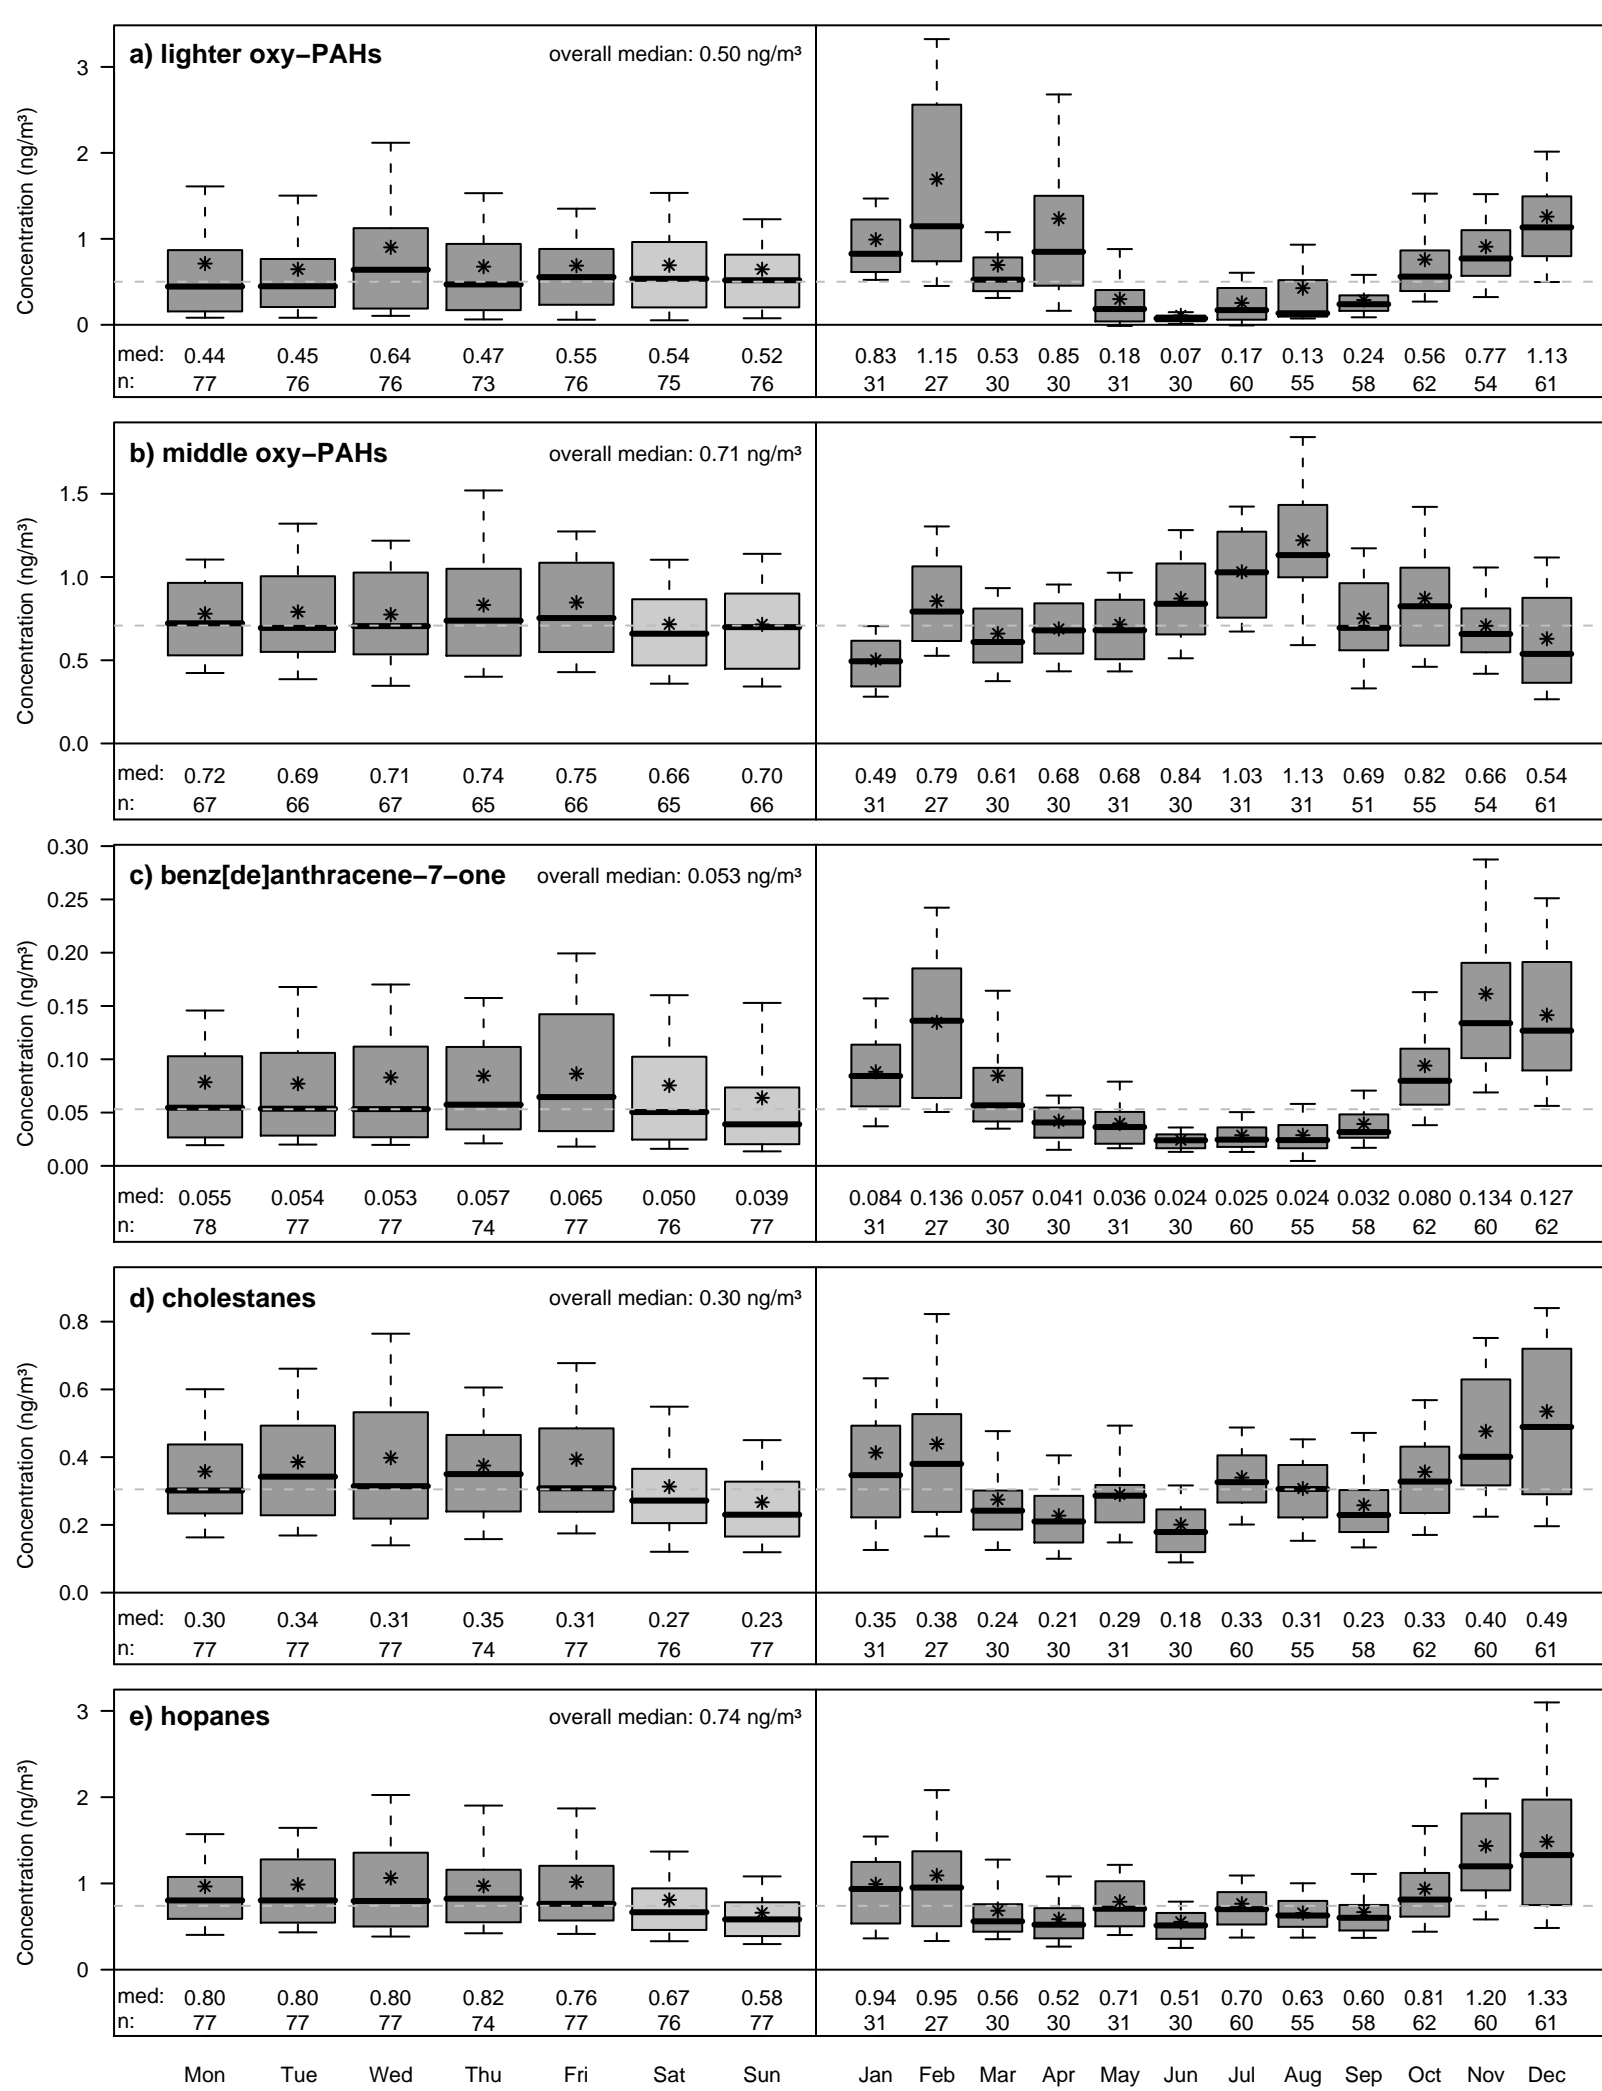 a) lighter oxy−PAHs overall median: 0.50 ng/m³
Concentration (ng/m³)
3
2
1
0
med: 0.44 0.45 0.64 0.47 0.55 0.54 0.52 0.83 1.15 0.53 0.85 0.18 0.07 0.17 0.13 0.24 0.56 0.77 1.13
n: 77 76 76 73 76 75 76 31 27 30 30 31 30 60 55 58 62 54 61
b) middle oxy−PAHs overall median: 0.71 ng/m³
Concentration (ng/m³)
1.5
1.0
0.5
0.0
med: 0.72 0.69 0.71 0.74 0.75 0.66 0.70 0.49 0.79 0.61 0.68 0.68 0.84 1.03 1.13 0.69 0.82 0.66 0.54
n: 67 66 67 65 66 65 66 31 27 30 30 31 30 31 31 51 55 54 61
c) benz[de]anthracene−7−one overall median: 0.053 ng/m³
Concentration (ng/m³)
0.30
0.25
0.20
0.15
0.10
0.05
0.00
med: 0.055 0.054 0.053 0.057 0.065 0.050 0.039 0.084 0.136 0.057 0.041 0.036 0.024 0.025 0.024 0.032 0.080 0.134 0.127
n: 78 77 77 74 77 76 77 31 27 30 30 31 30 60 55 58 62 60 62
d) cholestanes overall median: 0.30 ng/m³
Concentration (ng/m³)
0.8
0.6
0.4
0.2
0.0
med: 0.30 0.34 0.31 0.35 0.31 0.27 0.23 0.35 0.38 0.24 0.21 0.29 0.18 0.33 0.31 0.23 0.33 0.40 0.49
n: 77 77 77 74 77 76 77 31 27 30 30 31 30 60 55 58 62 60 61
e) hopanes overall median: 0.74 ng/m³
Concentration (ng/m³)
3
2
1
0
med: 0.80 0.80 0.80 0.82 0.76 0.67 0.58 0.94 0.95 0.56 0.52 0.71 0.51 0.70 0.63 0.60 0.81 1.20 1.33
n: 77 77 77 74 77 76 77 31 27 30 30 31 30 60 55 58 62 60 61
Mon Tue Wed Thu Fri Sat Sun Jan Feb Mar Apr May Jun Jul Aug Sep Oct Nov Dec